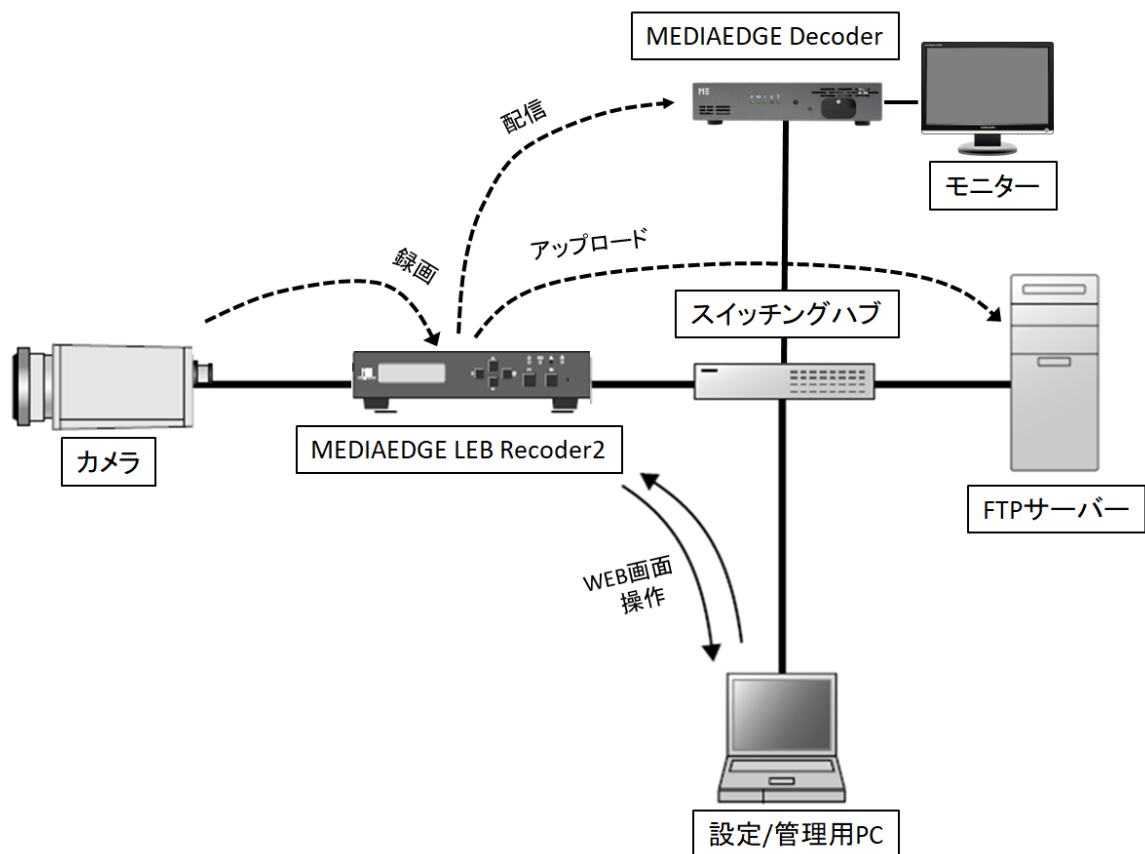 MEDIAEDGE Decoder
配信
モニター
アップロード
録画
スイッチングハブ
カメラ
MEDIAEDGE LEB Recoder2
FTPサーバー
WEB画面
操作
設定/管理用PC